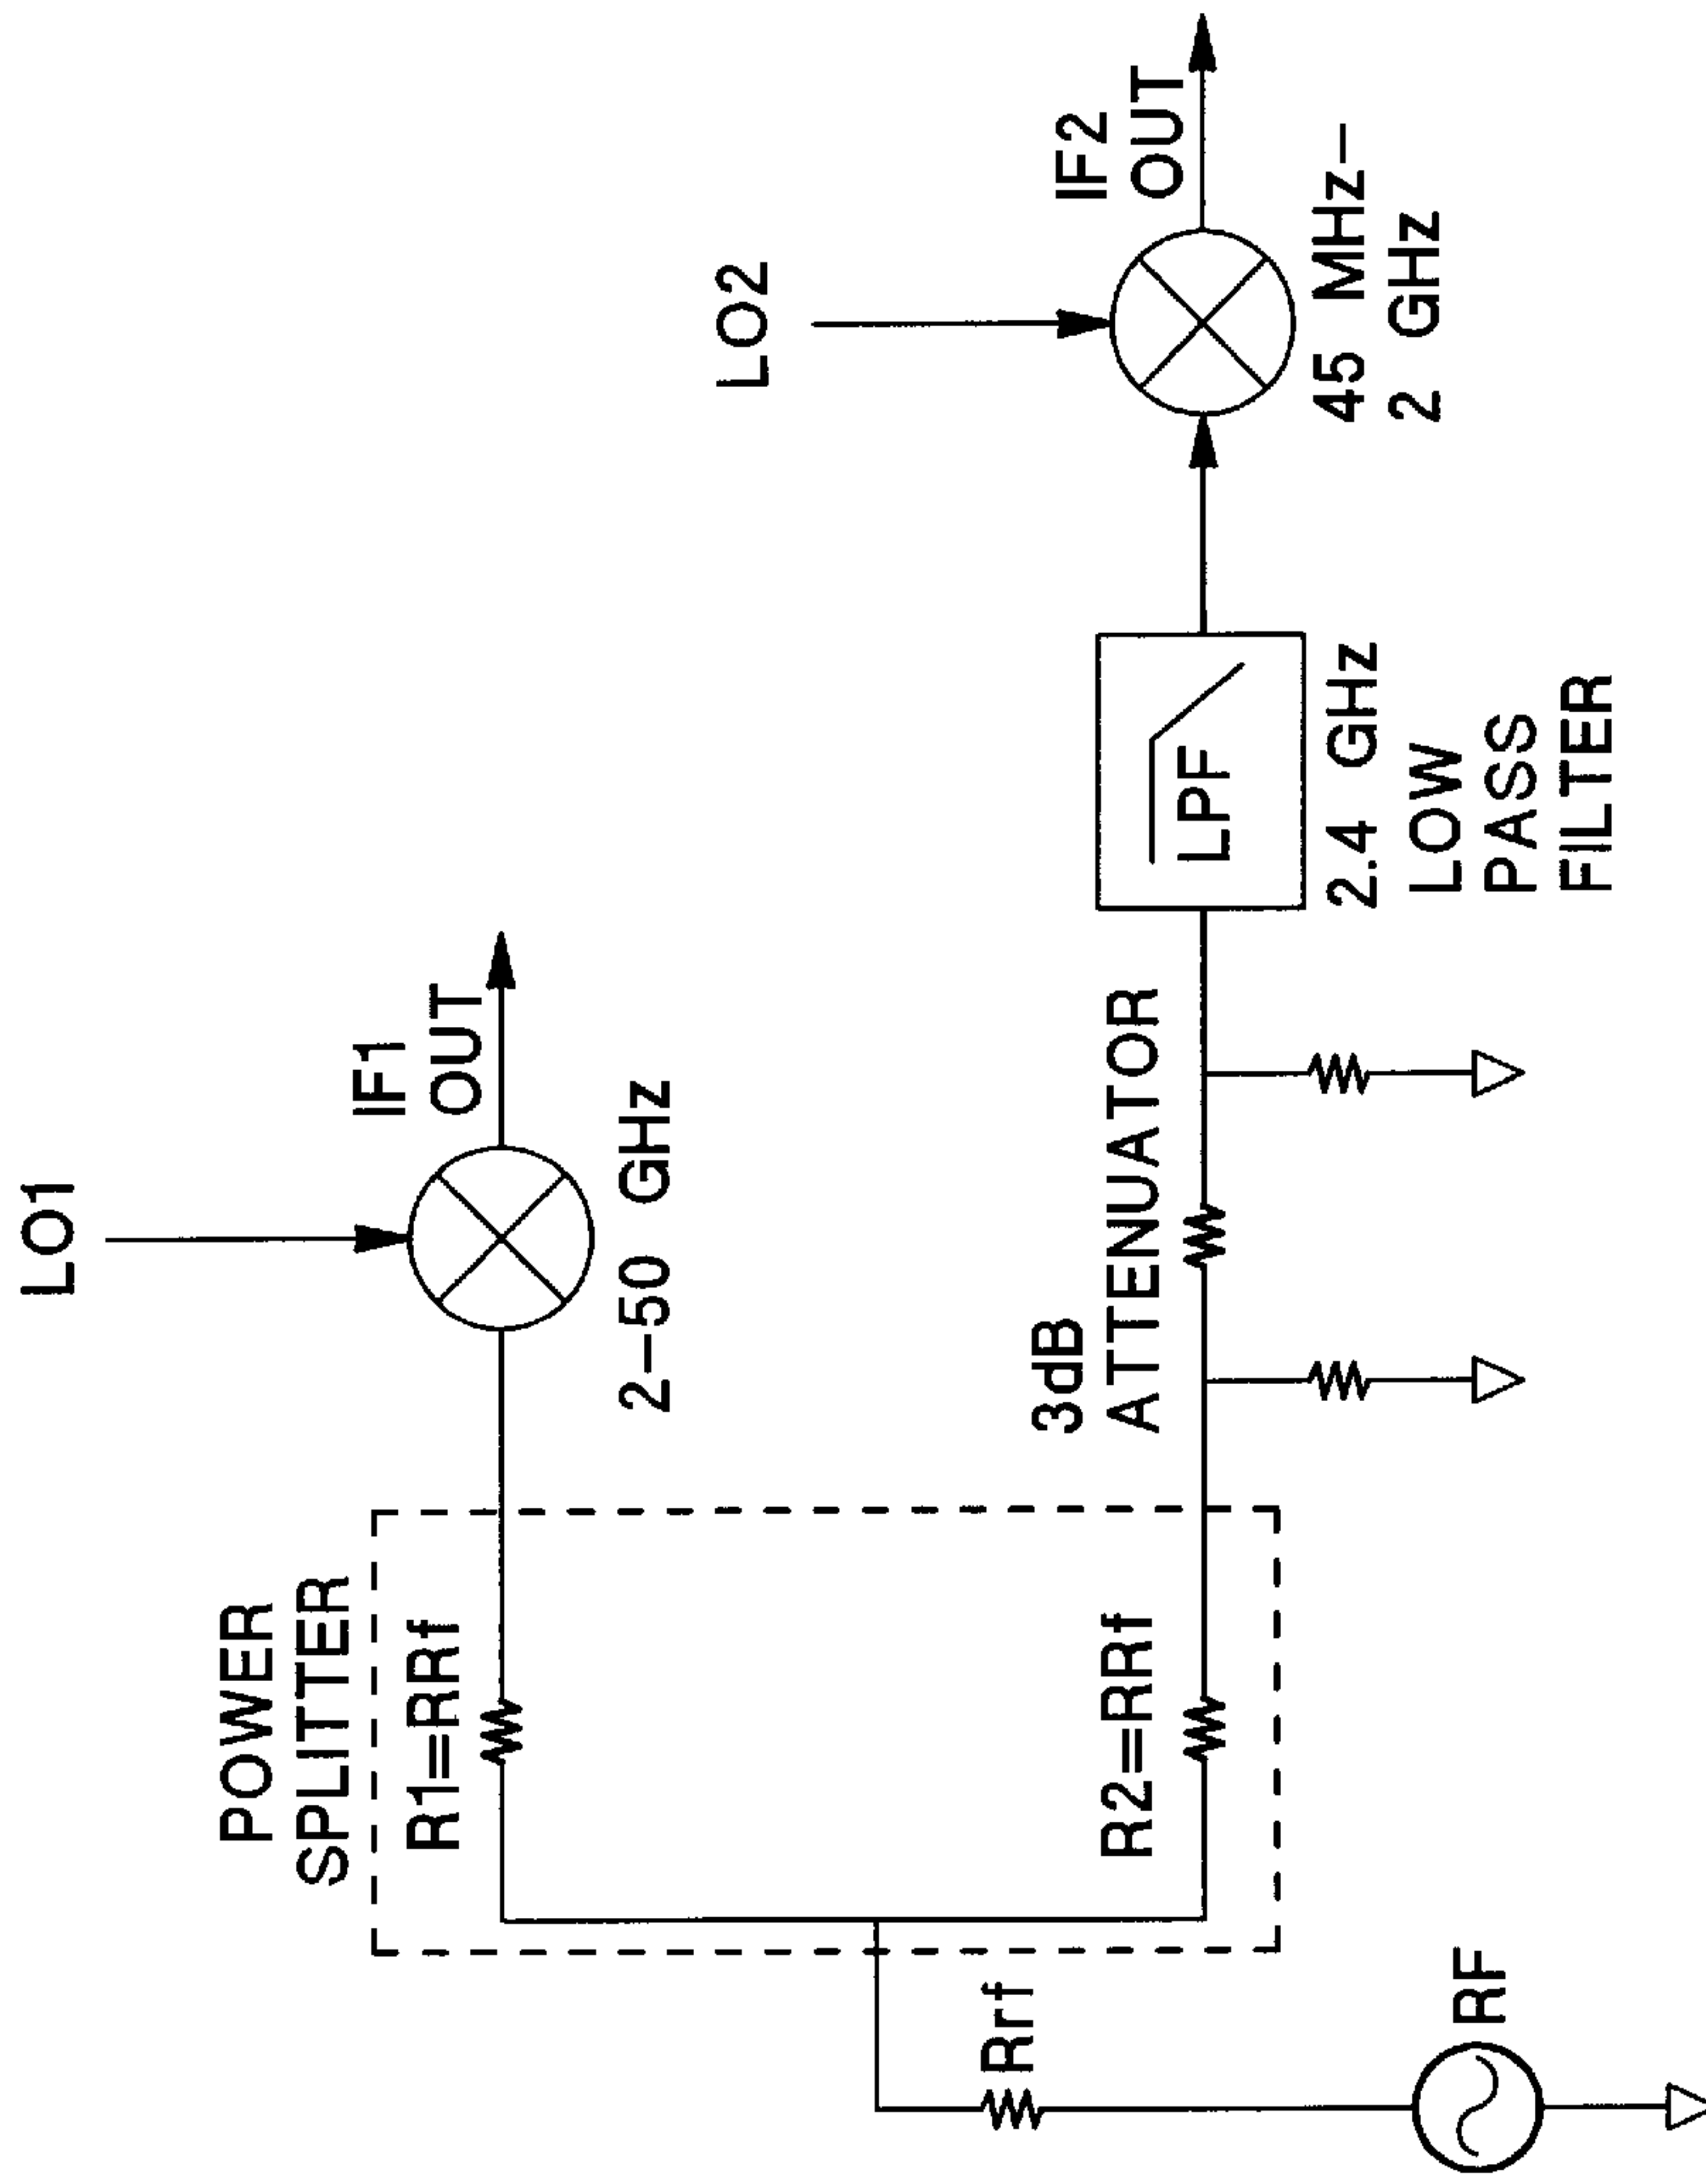 LO1
IF1
OUT
2–50 GHz
POWER
SPLITTER
R1=RRf
R2=RRf
Rrf
RF
3dB
ATTENUATOR
LPF
2.4 GHz
LOW
PASS
FILTER
LO2
IF2
OUT
45 MHz–
2 GHz